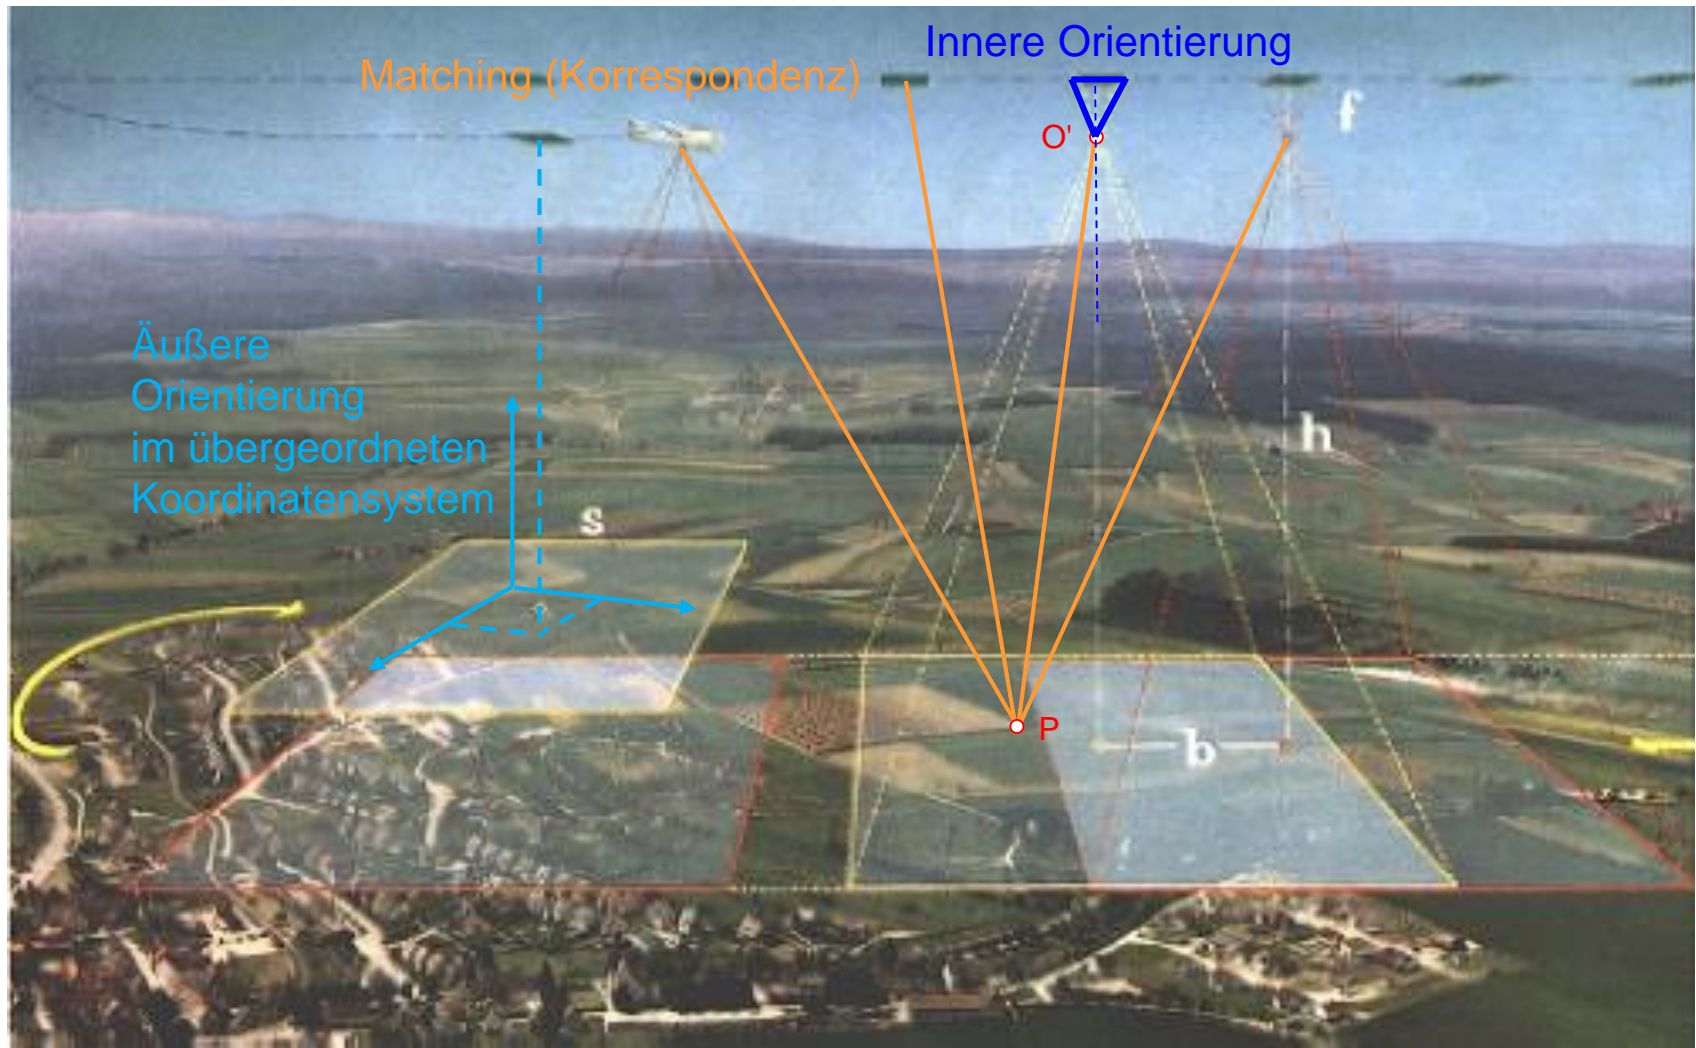 Innere Orientierung
Matching (Korrespondenz)
f
O'
Äußere
Orientierung
im übergeordneten
Koordinatensystem
h
s
P
b